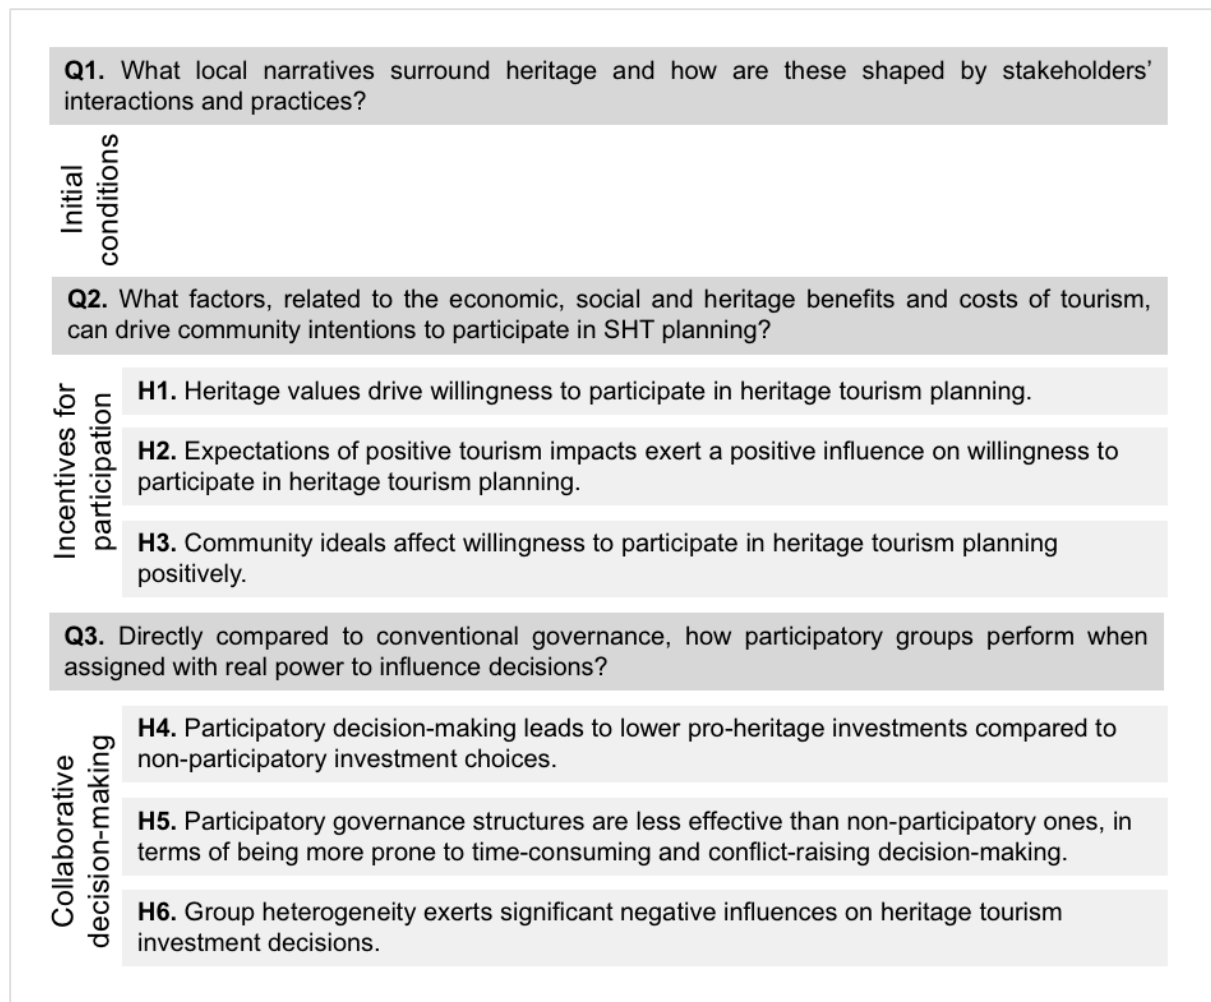 Q1. What local narratives surround heritage and how are these shaped by stakeholders’
interactions and practices?
Initial
conditions
Q2. What factors, related to the economic, social and heritage benefits and costs of tourism,
can drive community intentions to participate in SHT planning?
Incentives for
participation
H1. Heritage values drive willingness to participate in heritage tourism planning.
H2. Expectations of positive tourism impacts exert a positive influence on willingness to
participate in heritage tourism planning.
H3. Community ideals affect willingness to participate in heritage tourism planning
positively.
Q3. Directly compared to conventional governance, how participatory groups perform when
assigned with real power to influence decisions?
Collaborative
decision-making
H4. Participatory decision-making leads to lower pro-heritage investments compared to
non-participatory investment choices.
H5. Participatory governance structures are less effective than non-participatory ones, in
terms of being more prone to time-consuming and conflict-raising decision-making.
H6. Group heterogeneity exerts significant negative influences on heritage tourism
investment decisions.